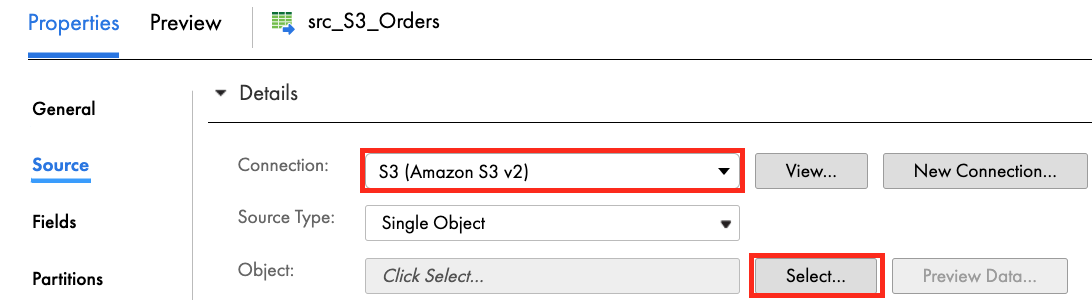 Properties Preview src_S3_Orders
Details
General
Connection: S3 (Amazon S3 v2) View... New Connection...
Source
Source Type: Single Object
Fields
Object: Click Select... Select... Preview Data...
Partitions